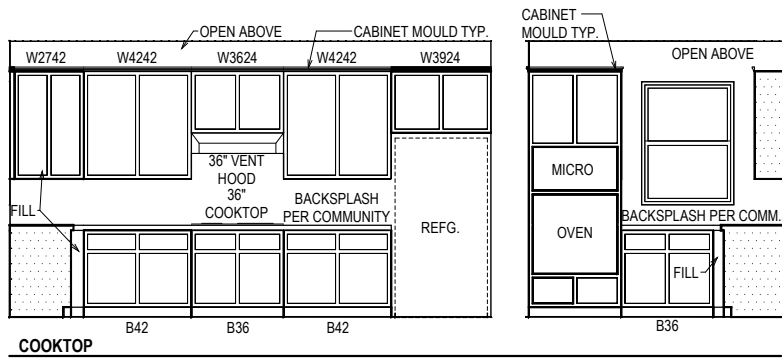 OPEN ABOVE
CABINET MOULD TYP.
W2742
W4242
W3624
W4242
W3924
36" VENT
HOOD
36"
COOKTOP
BACKSPLASH
PER COMMUNITY
FILL
REFG.
B42
B36
B42
CABINET
MOULD TYP.
OPEN ABOVE
MICRO
OVEN
BACKSPLASH PER COMM.
FILL
B36
COOKTOP